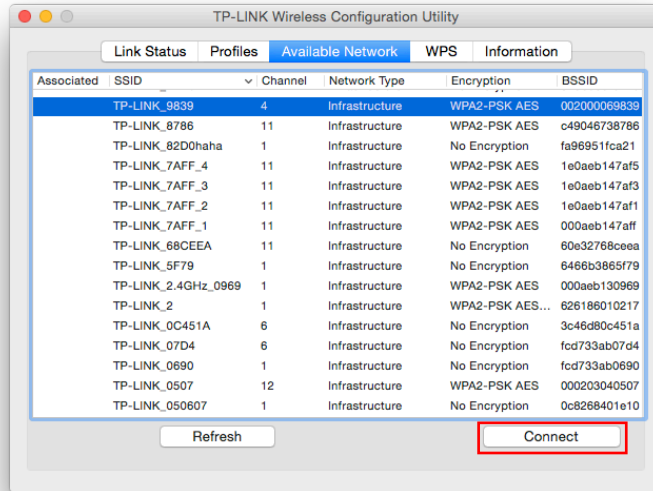 TP-LINK Wireless Configuration Utility
Link Status Profiles Available Network WPS Information
Associated SSID Channel Network Type Encryption BSSID
TP-LINK_9839 4 Infrastructure WPA2-PSK AES 002000069839
TP-LINK_8786 11 Infrastructure WPA2-PSK AES c49046738786
TP-LINK_82D0haha 1 Infrastructure No Encryption fa96951fca21
TP-LINK_7AFF_4 11 Infrastructure WPA2-PSK AES 1e0aeb147af5
TP-LINK_7AFF_3 11 Infrastructure WPA2-PSK AES 1e0aeb147af3
TP-LINK_7AFF_2 11 Infrastructure WPA2-PSK AES 1e0aeb147af1
TP-LINK_7AFF_1 11 Infrastructure WPA2-PSK AES 000aeb147aff
TP-LINK_68CEEA 11 Infrastructure No Encryption 60e32768ceea
TP-LINK_5F79 1 Infrastructure No Encryption 6466b3865f79
TP-LINK_2.4GHz_0969 1 Infrastructure WPA2-PSK AES 000aeb130969
TP-LINK_2 1 Infrastructure WPA2-PSK AES... 626186010217
TP-LINK_0C451A 6 Infrastructure No Encryption 3c46d80c451a
TP-LINK_07D4 6 Infrastructure No Encryption fcd733ab07d4
TP-LINK_0690 1 Infrastructure No Encryption fcd733ab0690
TP-LINK_0507 12 Infrastructure WPA2-PSK AES 000203040507
TP-LINK_050607 1 Infrastructure No Encryption 0c8268401e10
Refresh Connect